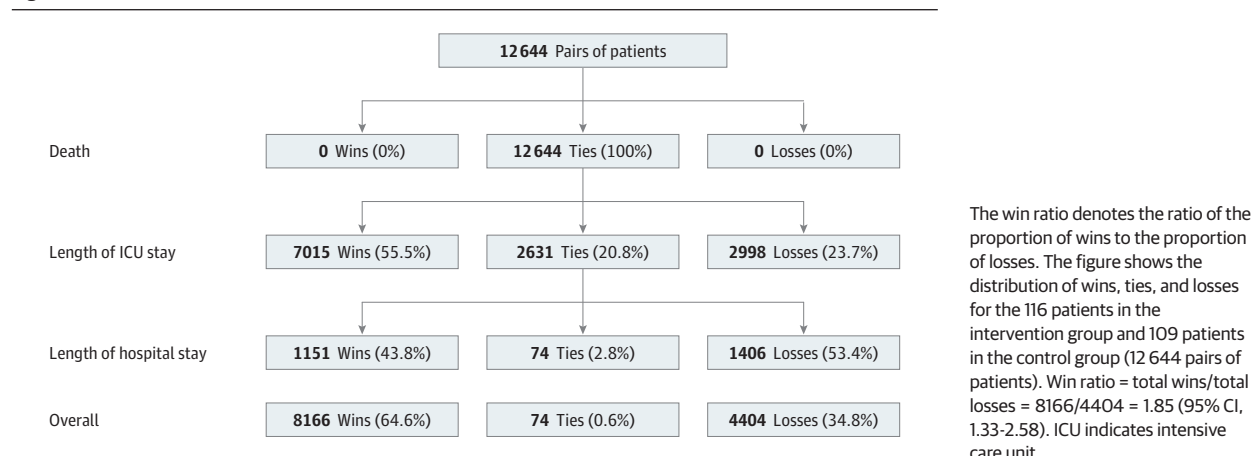 12 644 Pairs of patients
Death
0 Wins (0%)
12 644 Ties (100%)
0 Losses (0%)
Length of ICU stay
7015 Wins (55.5%)
2631 Ties (20.8%)
2998 Losses (23.7%)
Length of hospital stay
1151 Wins (43.8%)
74 Ties (2.8%)
1406 Losses (53.4%)
Overall
8166 Wins (64.6%)
74 Ties (0.6%)
4404 Losses (34.8%)
The win ratio denotes the ratio of the
proportion of wins to the proportion
of losses. The figure shows the
distribution of wins, ties, and losses
for the 116 patients in the
intervention group and 109 patients
in the control group (12 644 pairs of
patients). Win ratio = total wins/total
losses = 8166/4404 = 1.85 (95% CI,
1.33-2.58). ICU indicates intensive
care unit